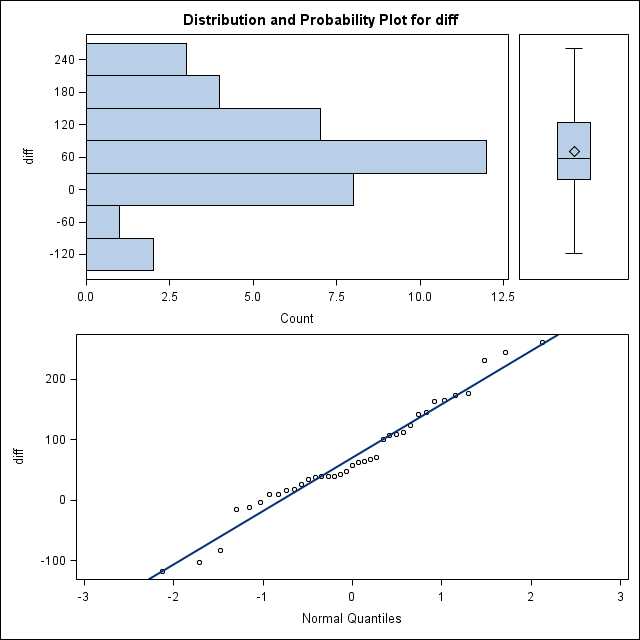 Distribution and Probability Plot for diff
240
180
120
60
0
-60
-120
diff
0.0 2.5 5.0 7.5 10.0 12.5
Count
200
100
0
-100
diff
-3 -2 -1 0 1 2 3
Normal Quantiles